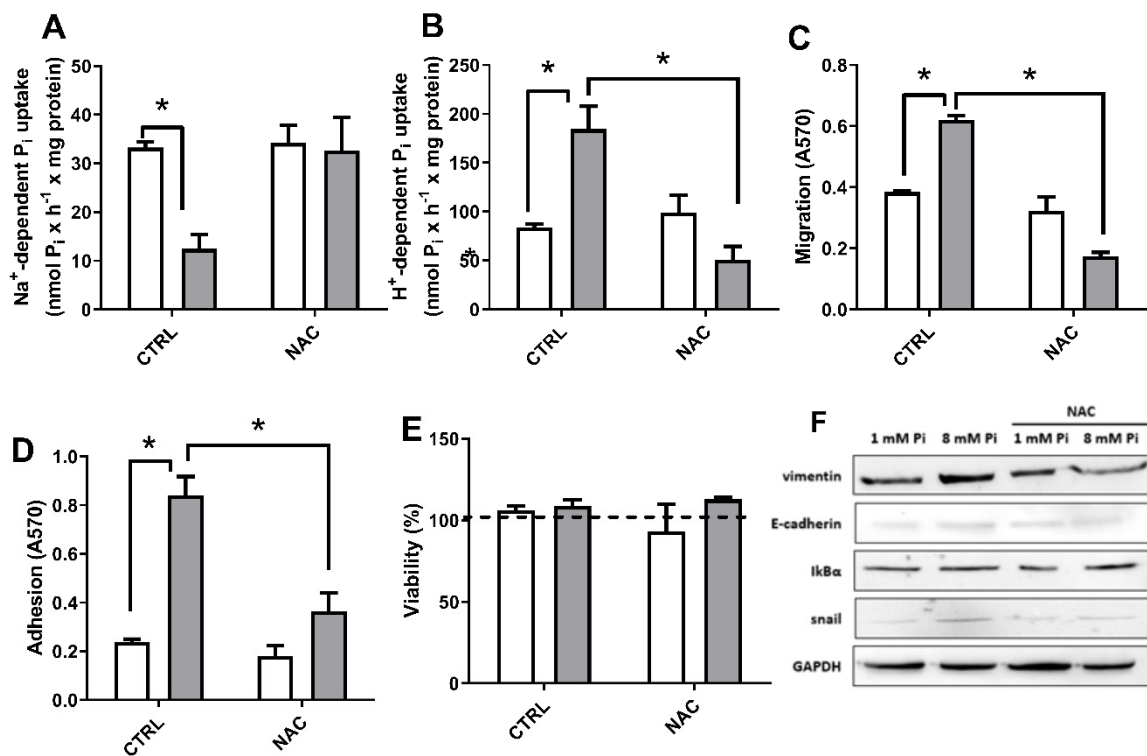 A
Na⁺-dependent Pᵢ uptake
(nmol Pᵢ x h⁻¹ x mg protein)
50
40
30
20
10
0
*
CTRL
NAC
B
H⁺-dependent Pᵢ uptake
(nmol Pᵢ x h⁻¹ x mg protein)
250
200
150
100
50
0
*
*
*
CTRL
NAC
C
Migration (A570)
0.8
0.6
0.4
0.2
0.0
*
*
CTRL
NAC
D
Adhesion (A570)
1.0
0.8
0.6
0.4
0.2
0.0
*
*
CTRL
NAC
E
Viability (%)
150
100
50
0
CTRL
NAC
F
NAC
1 mM Pi 8 mM Pi 1 mM Pi 8 mM Pi
vimentin
E-cadherin
IkBα
snail
GAPDH